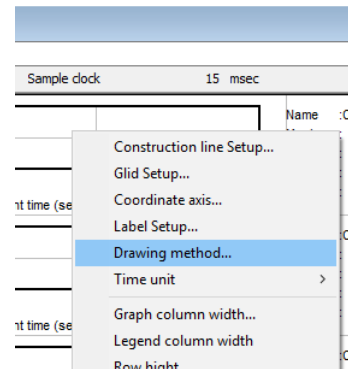 Sample clock 15 msec
Name :C
Construction line Setup...
Glid Setup...
Coordinate axis...
nt time (se
Label Setup...
:C
Drawing method...
Time unit >
Graph column width...
nt time (se
Legend column width
:C
Row hight